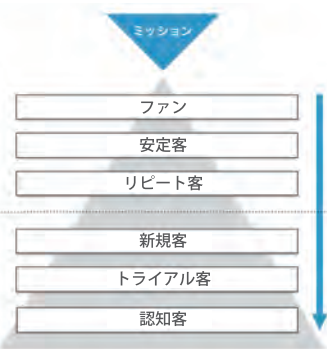 ミッション
ファン
安定客
リピート客
新規客
トライアル客
認知客